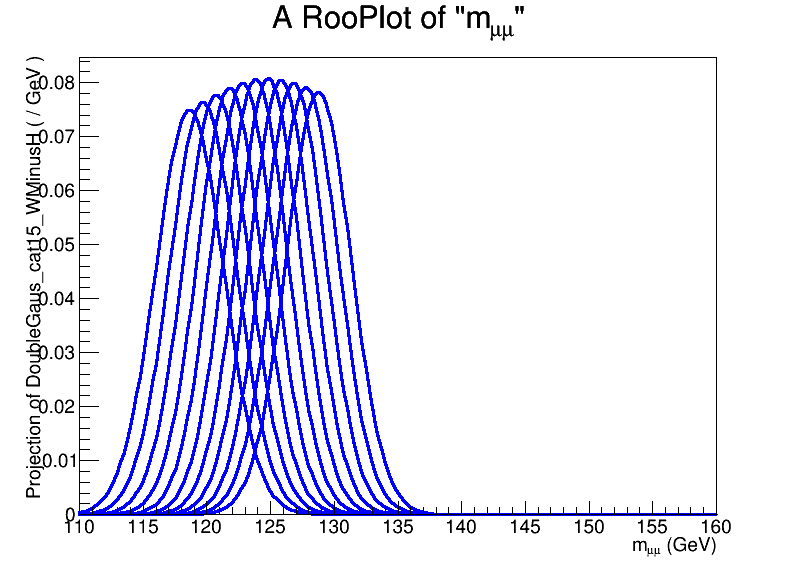 A RooPlot of "mμμ"
Projection of DoubleGaus_cat15_WMinusH ( / GeV )
0.08
0.07
0.06
0.05
0.04
0.03
0.02
0.01
0
110 115 120 125 130 135 140 145 150 155 160
mμμ (GeV)